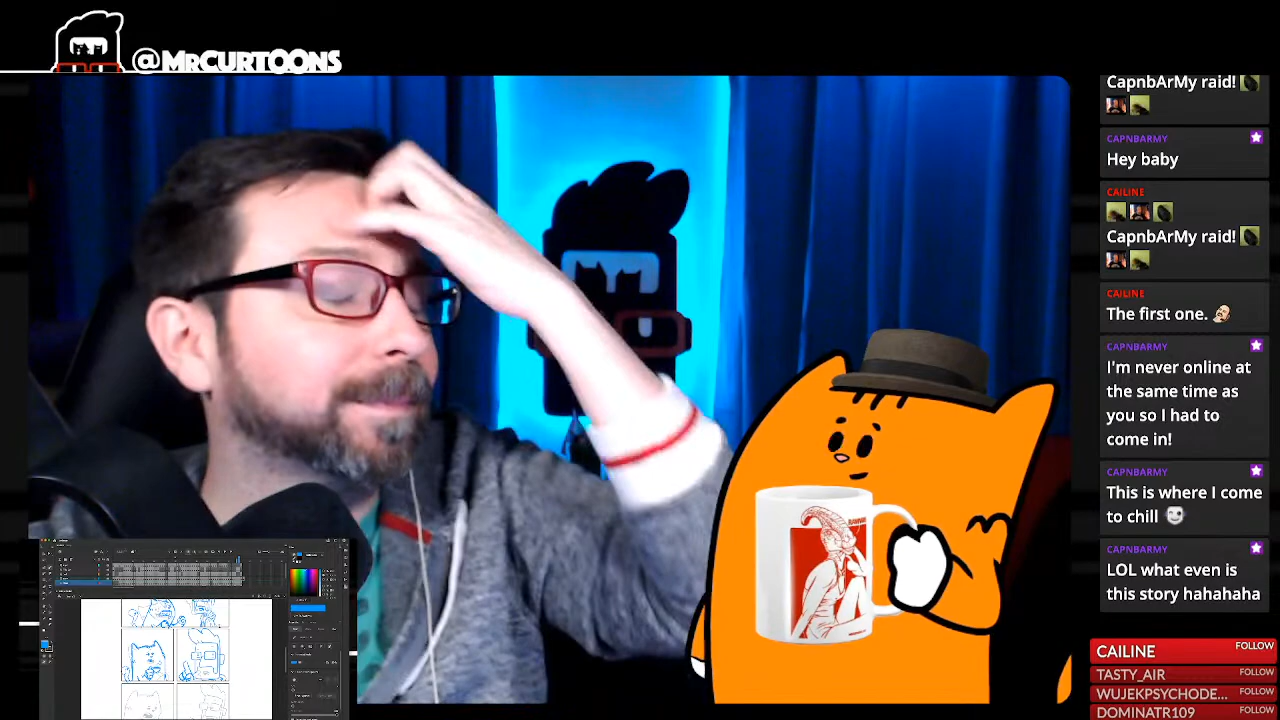 @MRCURTOONS
CapnbArMy raid!
CAPNBARMY
Hey baby
CAILINE
CapnbArMy raid!
CAILINE
The first one.
CAPNBARMY
I'm never online at
the same time as
you so I had to
come in!
CAPNBARMY
This is where I come
to chill
CAPNBARMY
LOL what even is
this story hahahaha
CAILINE FOLLOW
TASTY_AIR FOLLOW
WUJEKPSYCHODE... FOLLOW
DOMINATR109 FOLLOW